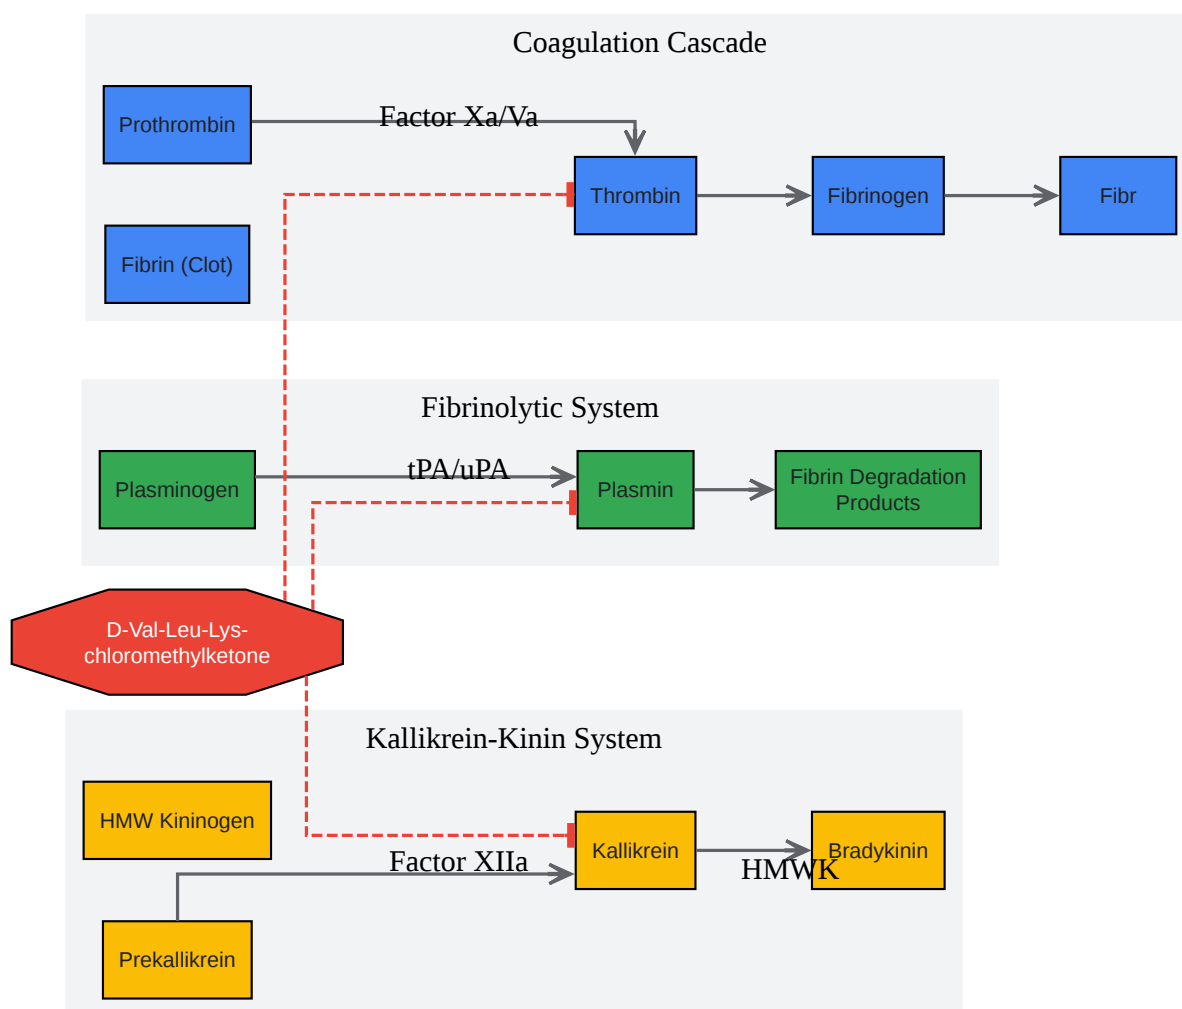 Coagulation Cascade
Prothrombin
Factor Xa/Va
Thrombin
Fibrinogen
Fibr
Fibrin (Clot)
Fibrinolytic System
Plasminogen
tPA/uPA
Plasmin
Fibrin Degradation
Products
D-Val-Leu-Lys-
chloromethylketone
Kallikrein-Kinin System
HMW Kininogen
Factor XIIa
Kallikrein
HMWK
Bradykinin
Prekallikrein